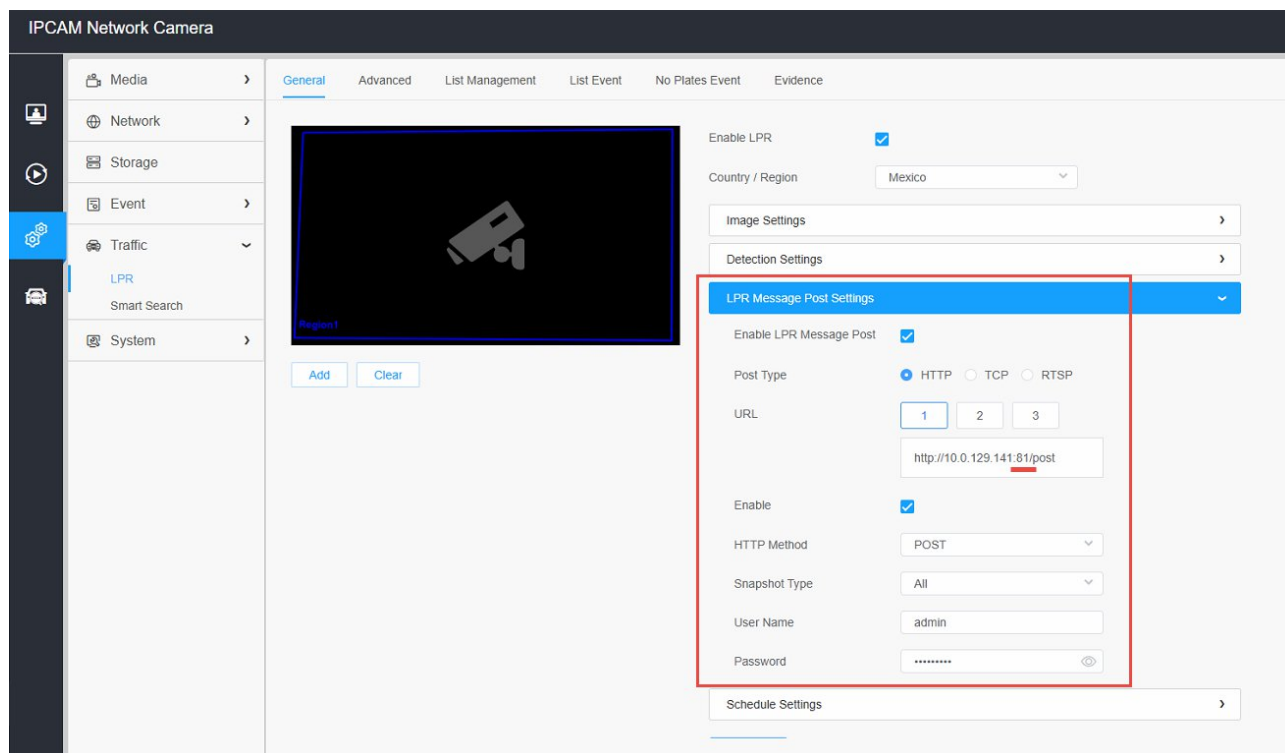 IPCAM Network Camera
Media
Network
Storage
Event
Traffic
LPR
Smart Search
System
General Advanced List Management List Event No Plates Event Evidence
Region1
Add Clear
Enable LPR
Country / Region Mexico
Image Settings
Detection Settings
LPR Message Post Settings
Enable LPR Message Post
Post Type HTTP TCP RTSP
URL 1 2 3
http://10.0.129.141:81/post
Enable
HTTP Method POST
Snapshot Type All
User Name admin
Password •••••••••
Schedule Settings